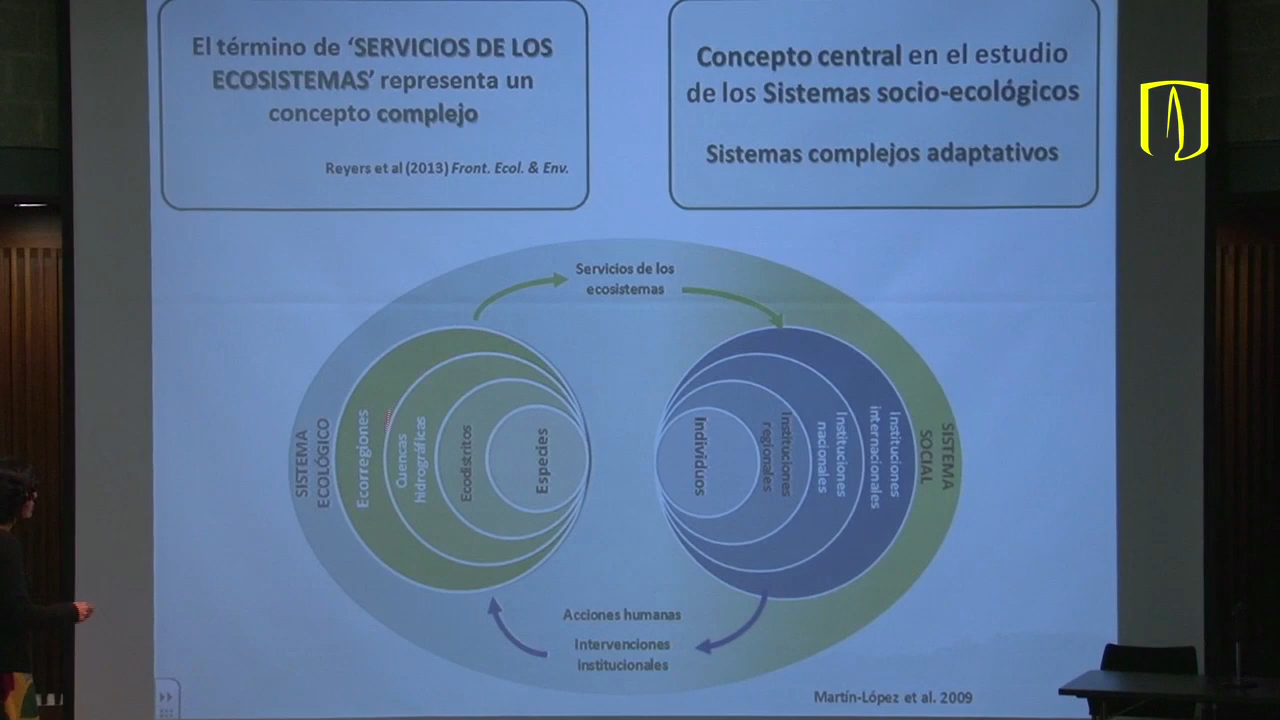 El término de ‘SERVICIOS DE LOS
ECOSISTEMAS’ representa un
concepto complejo
Reyers et al (2013) Front. Ecol. & Env.
Concepto central en el estudio
de los Sistemas socio-ecológicos
Sistemas complejos adaptativos
Servicios de los
ecosistemas
SISTEMA
ECOLÓGICO
Ecorregiones
Cuencas
hidrográficas
Ecodistritos
Especies
Individuos
Instituciones
regionales
Instituciones
nacionales
Instituciones
internacionales
SISTEMA
SOCIAL
Acciones humanas
Intervenciones
institucionales
Martín-López et al. 2009